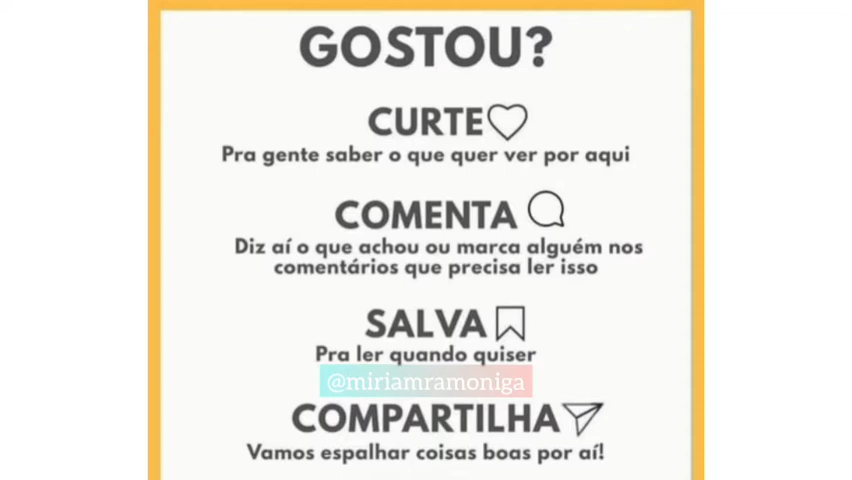 GOSTOU?
CURTE
Pra gente saber o que quer ver por aqui
COMENTA
Diz aí o que achou ou marca alguém nos
comentários que precisa ler isso
SALVA
Pra ler quando quiser
@miriamramoniga
COMPARTILHA
Vamos espalhar coisas boas por aí!